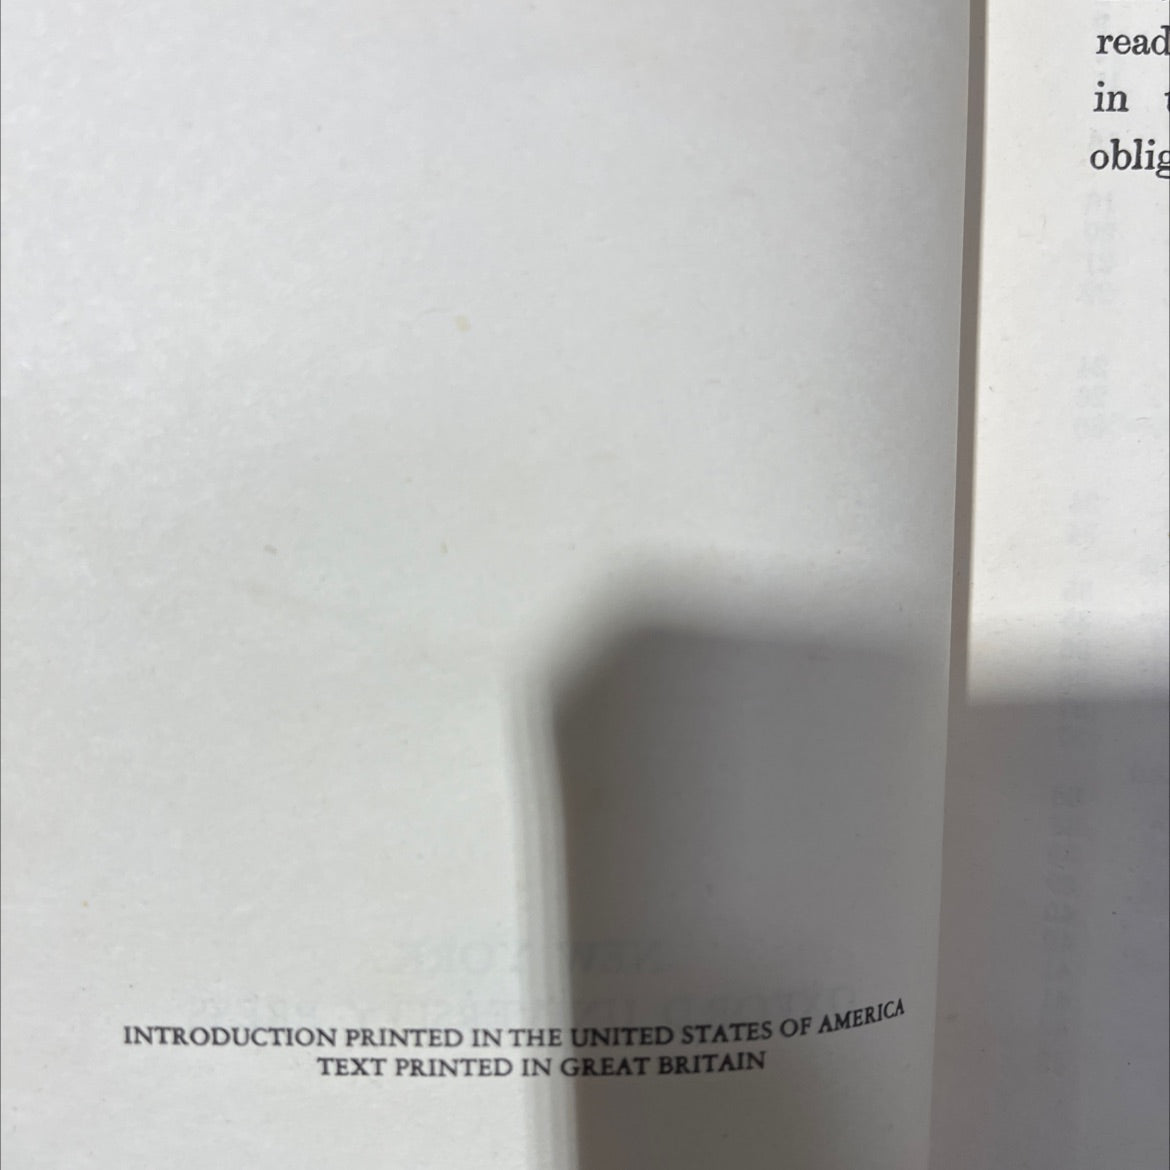 INTRODUCTION PRINTED IN THE UNITED STATES OF AMERICA
TEXT PRINTED IN GREAT BRITAIN
read
in
oblig